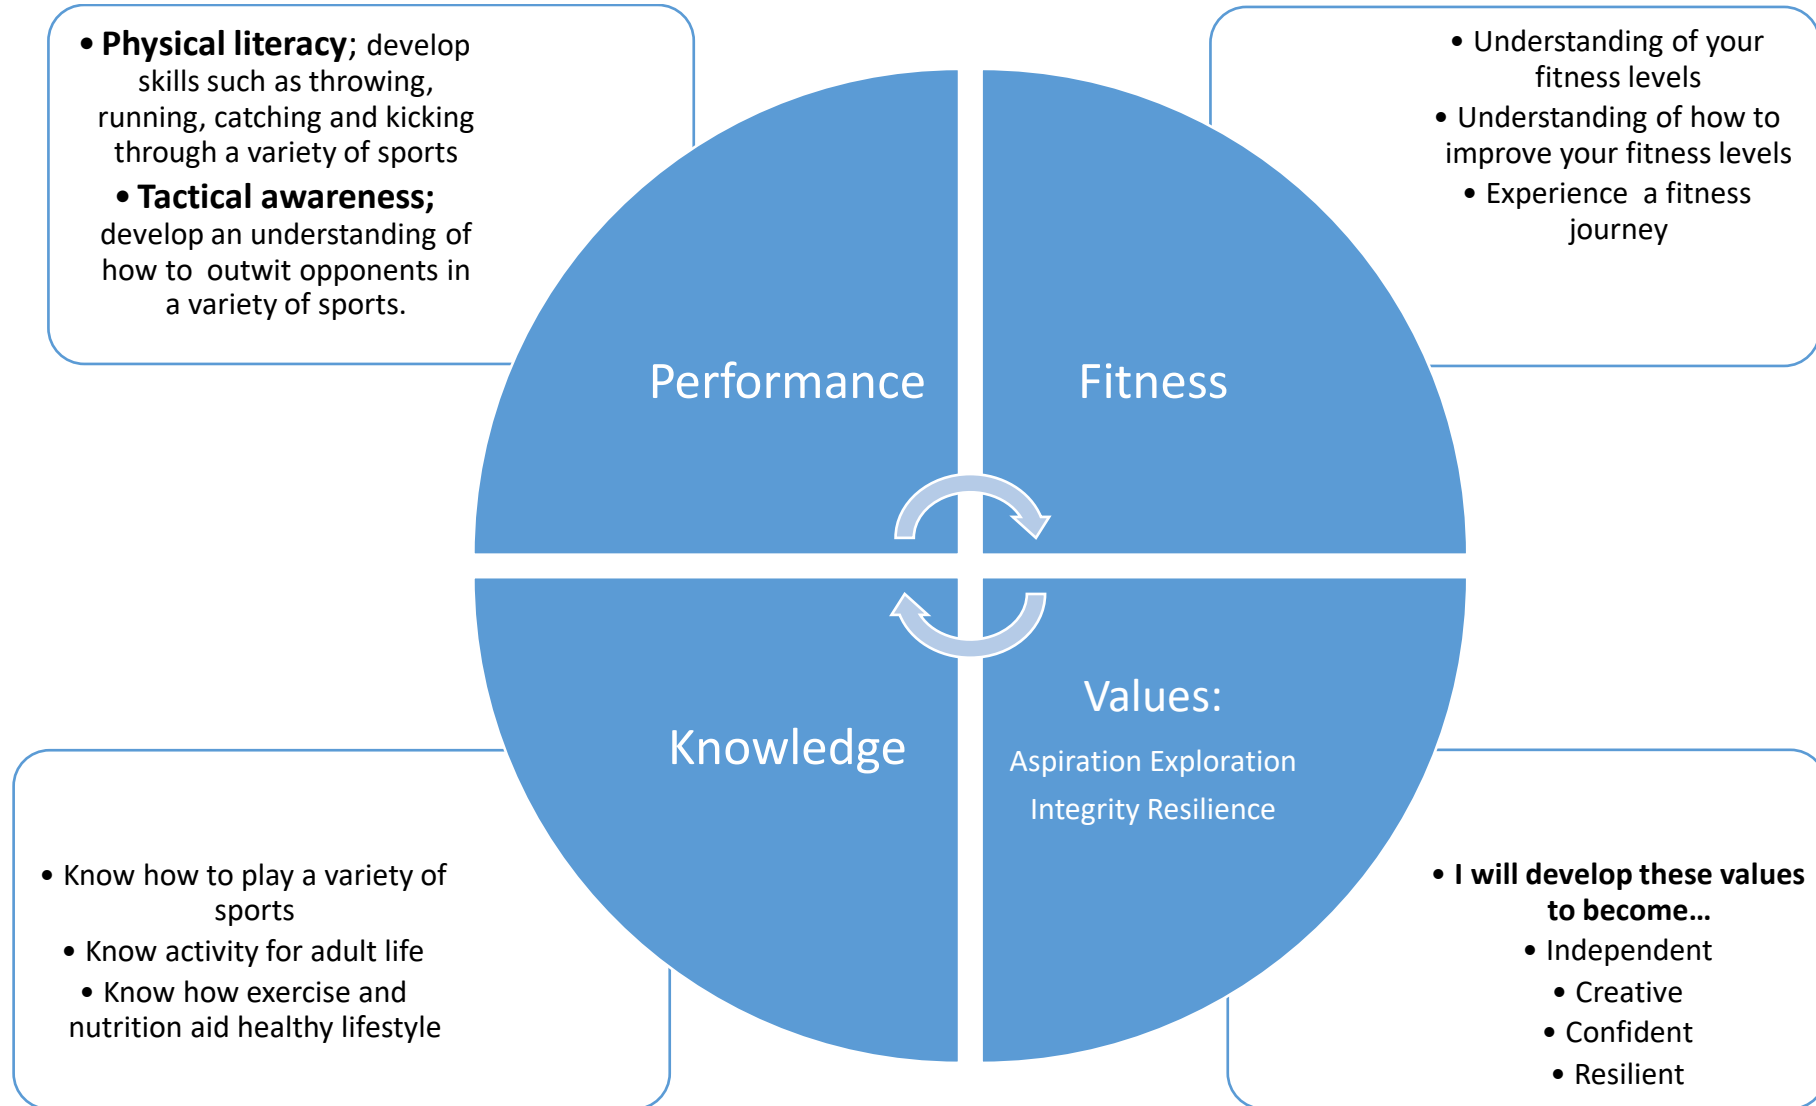 • Physical literacy; develop
skills such as throwing,
running, catching and kicking
through a variety of sports
• Tactical awareness;
develop an understanding of
how to  outwit opponents in
a variety of sports.
• Understanding of your
fitness levels
• Understanding of how to
improve your fitness levels
• Experience  a fitness
journey
Performance
Fitness
Knowledge
Values:
Aspiration Exploration
Integrity Resilience
• Know how to play a variety of
sports
• Know activity for adult life
• Know how exercise and
nutrition aid healthy lifestyle
• I will develop these values
to become…
• Independent
• Creative
• Confident
• Resilient